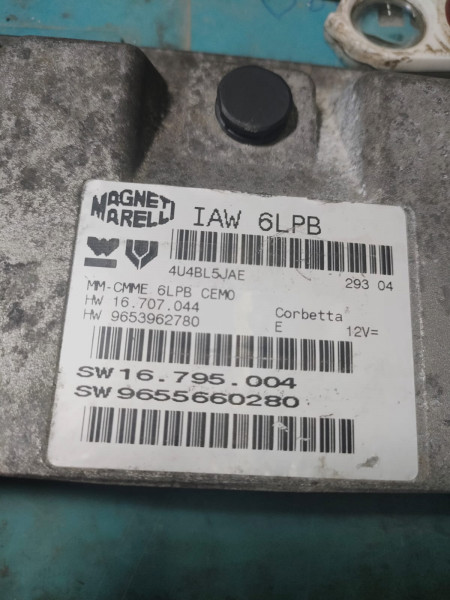 MAGNETI
MARELLI
IAW 6LPB
4U4BL5JAE
293 04
MM-CMME 6LPB CEMO
HW 16.707.044
HW 9653962780
Corbetta
E 12V=
SW 16.795.004
SW 9655660280